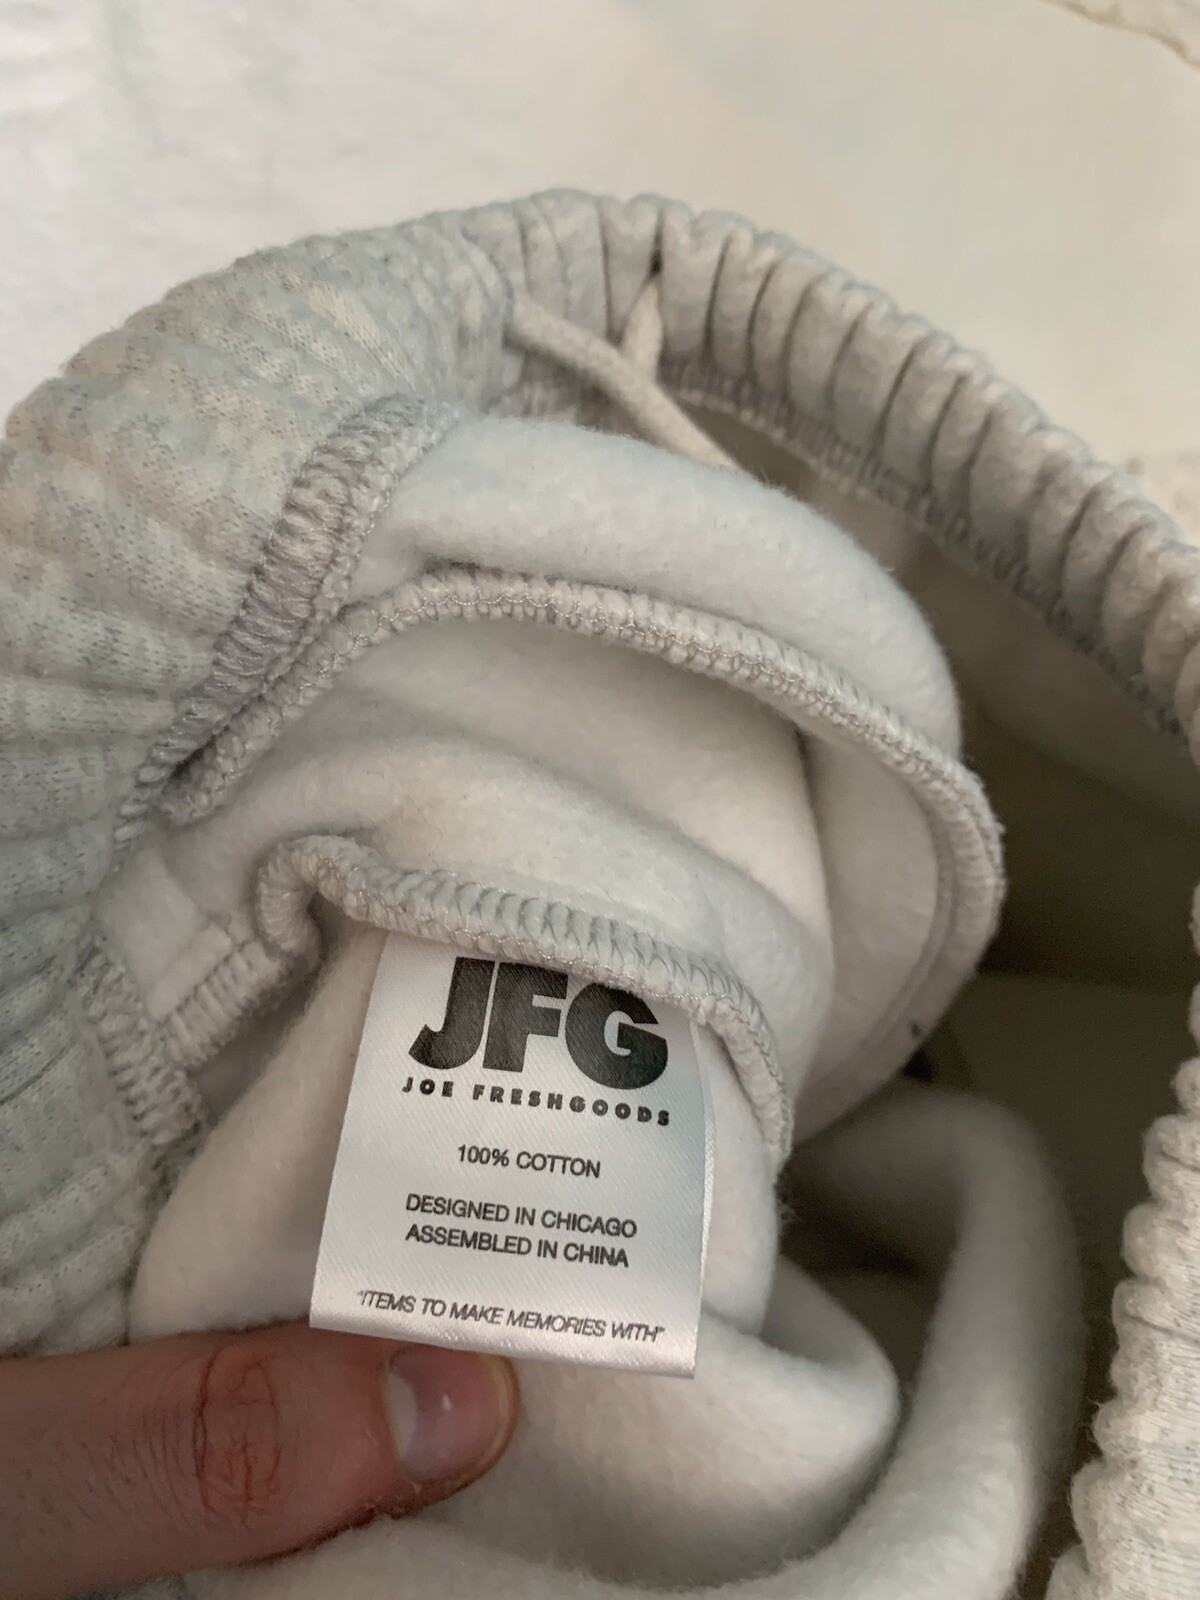 JFG
JOE FRESHGOODS
100% COTTON
DESIGNED IN CHICAGO
ASSEMBLED IN CHINA
"ITEMS TO MAKE MEMORIES WITH"